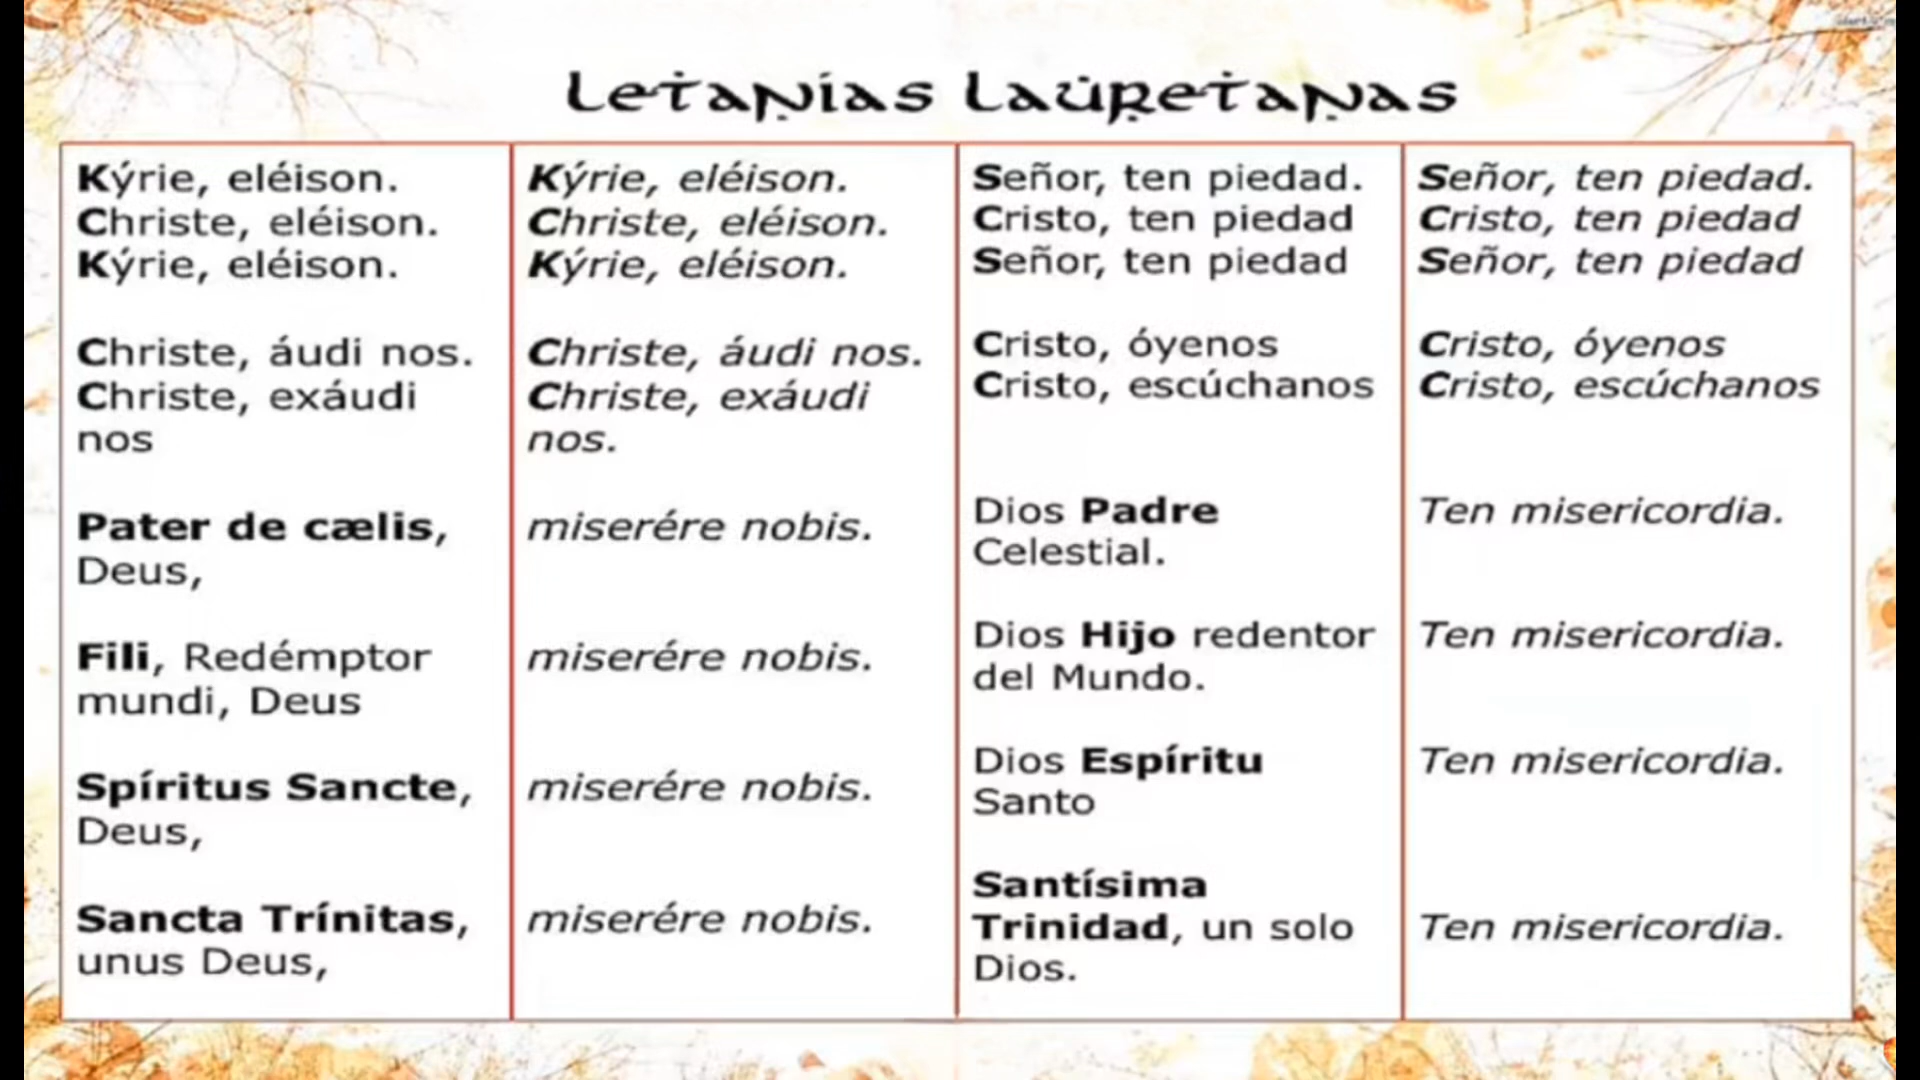 Letanías Lauretanas
Kýrie, eléison.
Christe, eléison.
Kýrie, eléison.
Christe, áudi nos.
Christe, exáudi
nos
Pater de cælis,
Deus,
Fili, Redémptor
mundi, Deus
Spíritus Sancte,
Deus,
Sancta Trínitas,
unus Deus,
Kýrie, eléison.
Christe, eléison.
Kýrie, eléison.
Christe, áudi nos.
Christe, exáudi
nos.
miserére nobis.
miserére nobis.
miserére nobis.
miserére nobis.
Señor, ten piedad.
Cristo, ten piedad
Señor, ten piedad
Cristo, óyenos
Cristo, escúchanos
Dios Padre
Celestial.
Dios Hijo redentor
del Mundo.
Dios Espíritu
Santo
Santísima
Trinidad, un solo
Dios.
Señor, ten piedad.
Cristo, ten piedad
Señor, ten piedad
Cristo, óyenos
Cristo, escúchanos
Ten misericordia.
Ten misericordia.
Ten misericordia.
Ten misericordia.